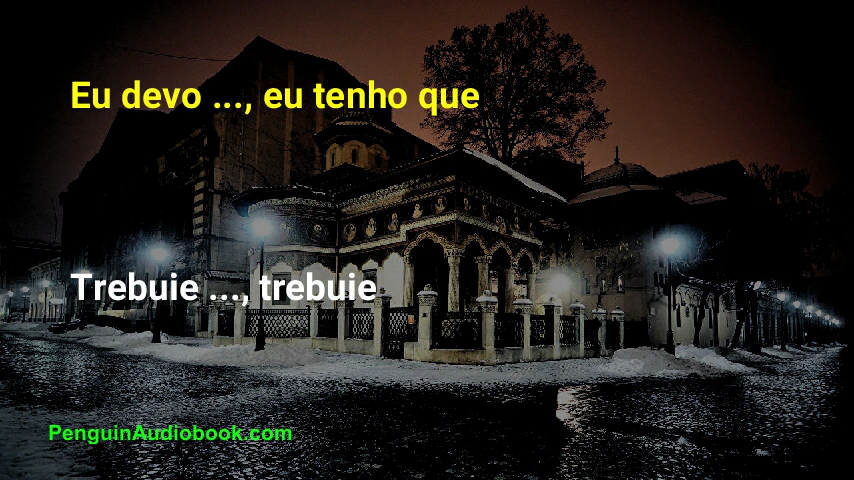 Eu devo ..., eu tenho que
Trebuie ..., trebuie
PenguinAudiobook.com